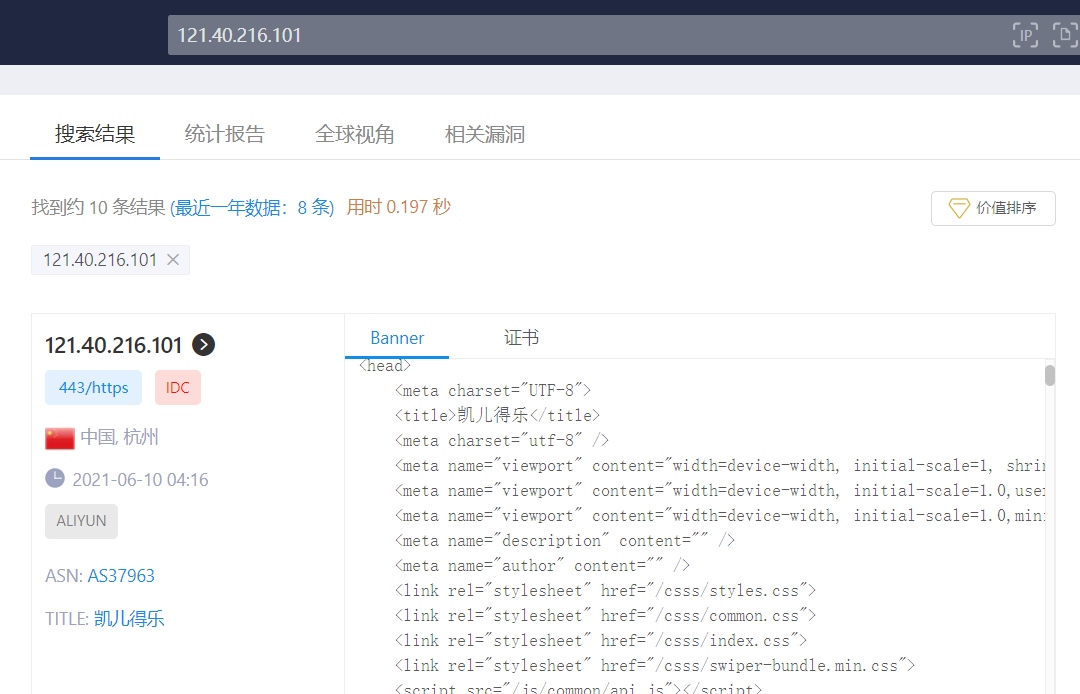 121.40.216.101
IP
搜索结果 统计报告 全球视角 相关漏洞
找到约 10 条结果 (最近一年数据：8 条) 用时 0.197 秒
价值排序
121.40.216.101
121.40.216.101
443/https IDC
中国, 杭州
2021-06-10 04:16
ALIYUN
ASN: AS37963
TITLE: 凯儿得乐
Banner 证书
<head>
<meta charset="UTF-8">
<title>凯儿得乐</title>
<meta charset="utf-8" />
<meta name="viewport" content="width=device-width, initial-scale=1, shrin
<meta name="viewport" content="width=device-width, initial-scale=1.0,user
<meta name="viewport" content="width=device-width, initial-scale=1.0,mini
<meta name="description" content="" />
<meta name="author" content="" />
<link rel="stylesheet" href="/csss/styles.css">
<link rel="stylesheet" href="/csss/common.css">
<link rel="stylesheet" href="/csss/index.css">
<link rel="stylesheet" href="/csss/swiper-bundle.min.css">
<script src="/js/common/api.js"></script>